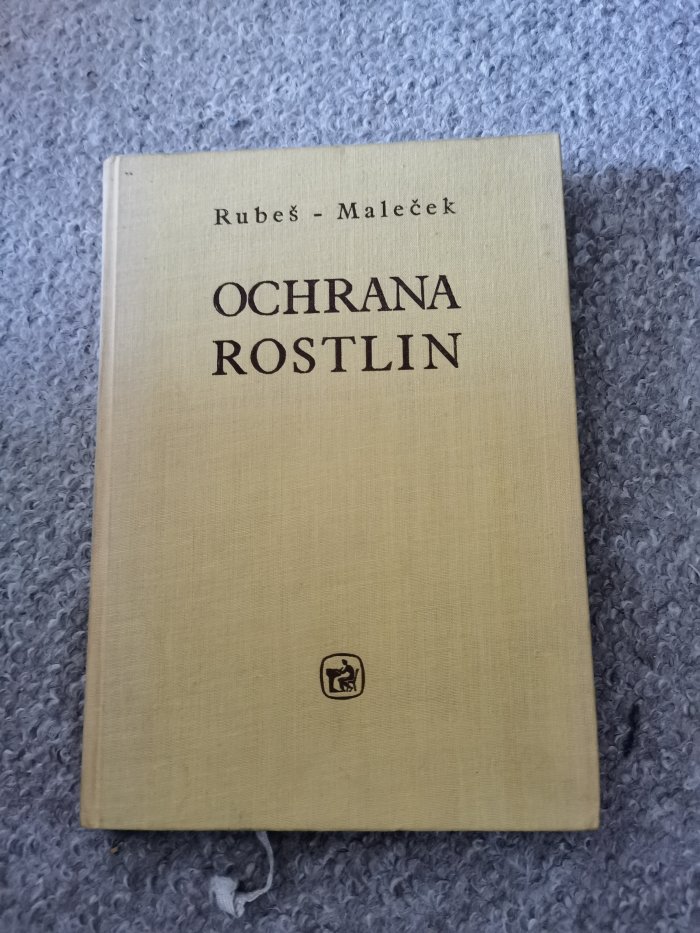 Rubeš - Maleček
OCHRANA
ROSTLIN